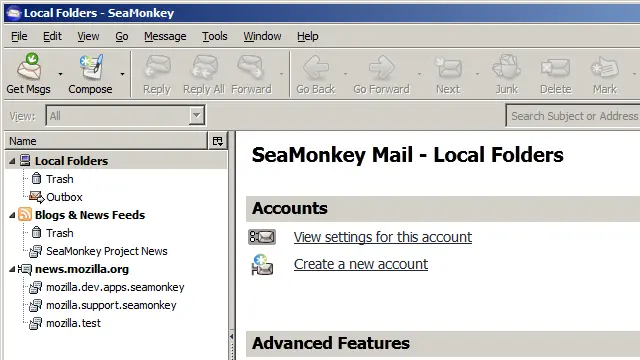 Local Folders - SeaMonkey
File Edit View Go Message Tools Window Help
Get Msgs Compose Reply Reply All Forward Go Back Go Forward Next Junk Delete Mark
View: All Search Subject or Address
Name
Local Folders
Trash
Outbox
Blogs & News Feeds
Trash
SeaMonkey Project News
news.mozilla.org
mozilla.dev.apps.seamonkey
mozilla.support.seamonkey
mozilla.test
SeaMonkey Mail - Local Folders
Accounts
View settings for this account
Create a new account
Advanced Features